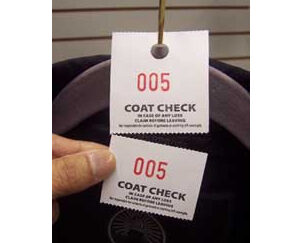 005
COAT CHECK
IN CASE OF ANY LOSS
CLAIM BEFORE LEAVING
005
COAT CHECK
IN CASE OF ANY LOSS
CLAIM BEFORE LEAVING